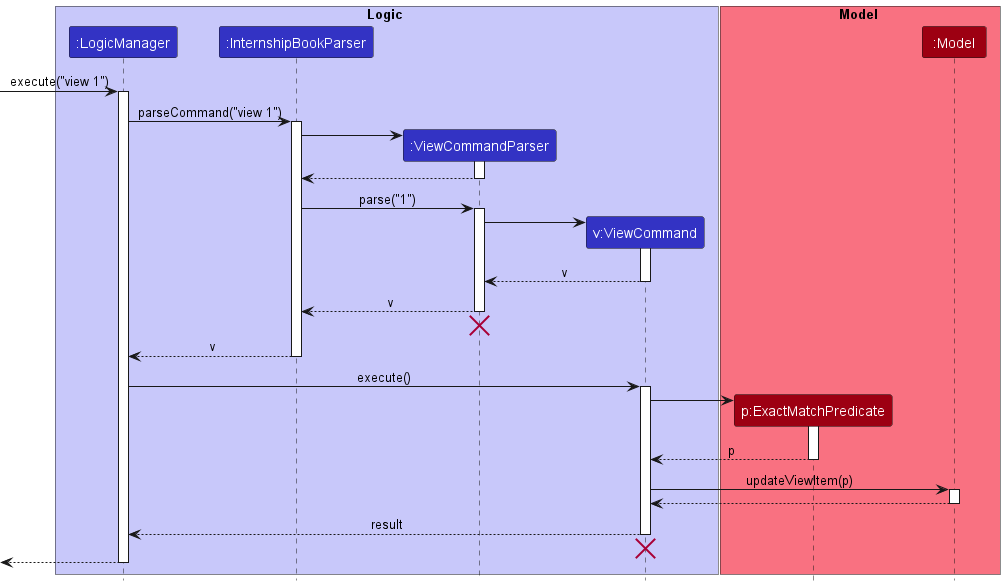 Logic
Model
:LogicManager
:InternshipBookParser
:Model
execute("view 1")
parseCommand("view 1")
:ViewCommandParser
parse("1")
v:ViewCommand
v
v
v
execute()
p:ExactMatchPredicate
p
updateViewItem(p)
result